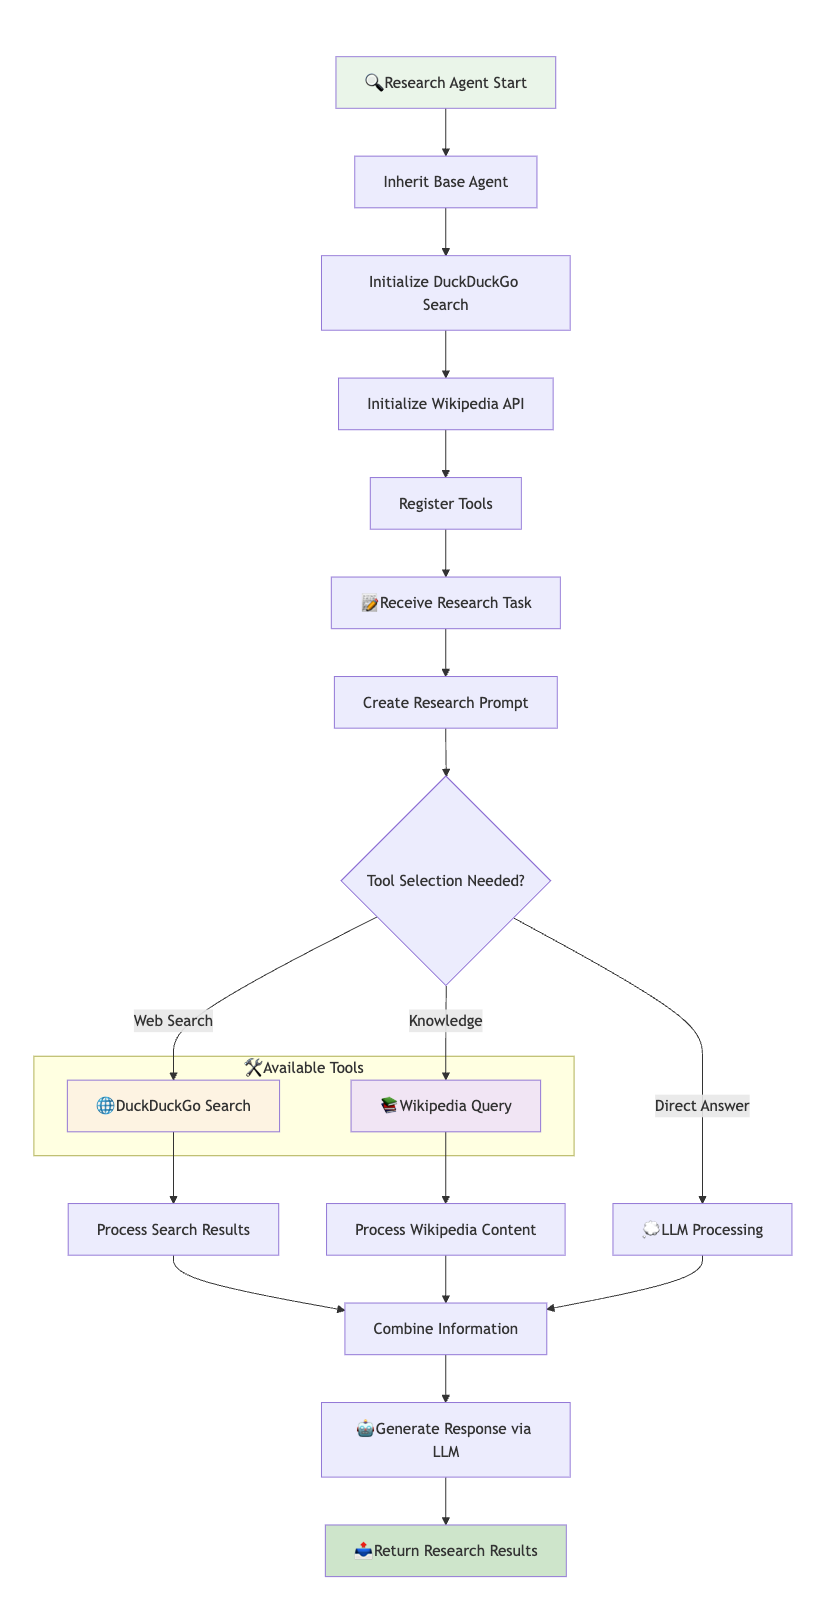 🔍Research Agent Start
Inherit Base Agent
Initialize DuckDuckGo
Search
Initialize Wikipedia API
Register Tools
📝Receive Research Task
Create Research Prompt
Tool Selection Needed?
Web Search
Knowledge
🛠️Available Tools
🌐DuckDuckGo Search
📚Wikipedia Query
Direct Answer
Process Search Results
Process Wikipedia Content
💭LLM Processing
Combine Information
🤖Generate Response via
LLM
📤Return Research Results